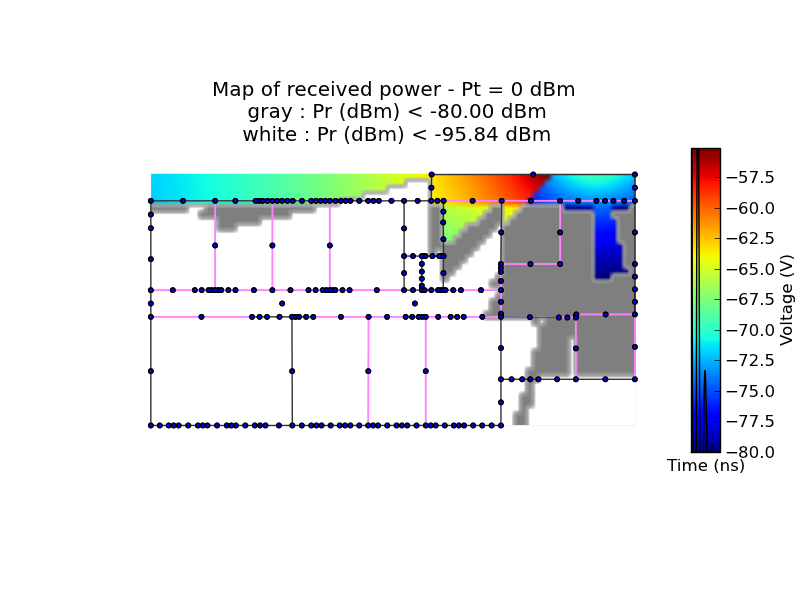 Map of received power - Pt = 0 dBm
gray : Pr (dBm) < -80.00 dBm
white : Pr (dBm) < -95.84 dBm
−57.5
−60.0
−62.5
−65.0
−67.5
−70.0
−72.5
−75.0
−77.5
−80.0
Voltage (V)
Time (ns)